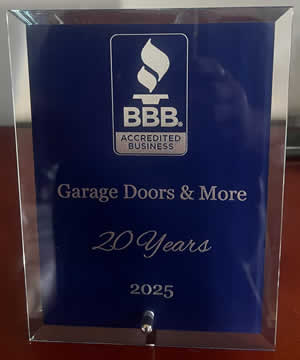 BBB.
ACCREDITED
BUSINESS
Garage Doors & More
20 Years
2025